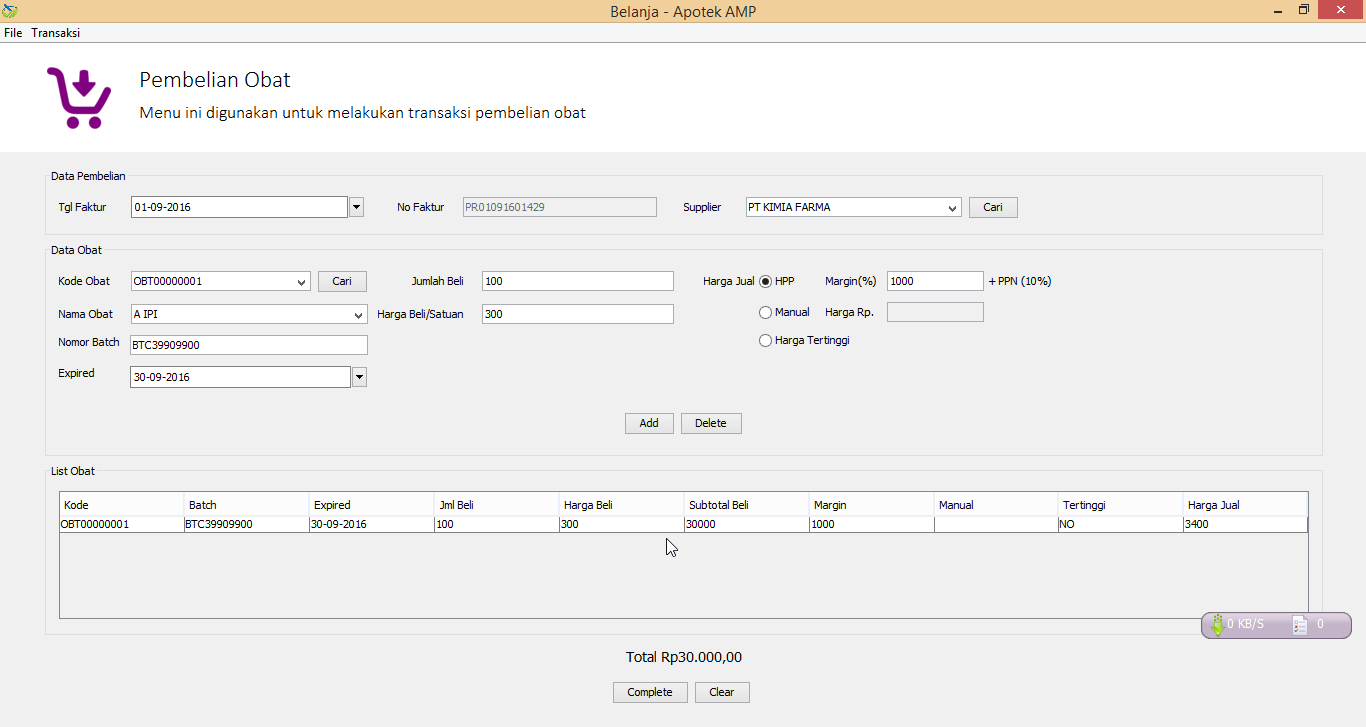 Belanja - Apotek AMP
File Transaksi
Pembelian Obat
Menu ini digunakan untuk melakukan transaksi pembelian obat
Data Pembelian
Tgl Faktur 01-09-2016 No Faktur PR01091601429 Supplier PT KIMIA FARMA Cari
Data Obat
Kode Obat OBT00000001 Cari Jumlah Beli 100 Harga Jual HPP Margin(%) 1000 + PPN (10%)
Nama Obat A IPI Harga Beli/Satuan 300 Manual Harga Rp.
Nomor Batch BTC39909900 Harga Tertinggi
Expired 30-09-2016
Add Delete
List Obat
Kode Batch Expired Jml Beli Harga Beli Subtotal Beli Margin Manual Tertinggi Harga Jual
OBT00000001 BTC39909900 30-09-2016 100 300 30000 1000 NO 3400
0 KB/S 0
Total Rp30.000,00
Complete Clear